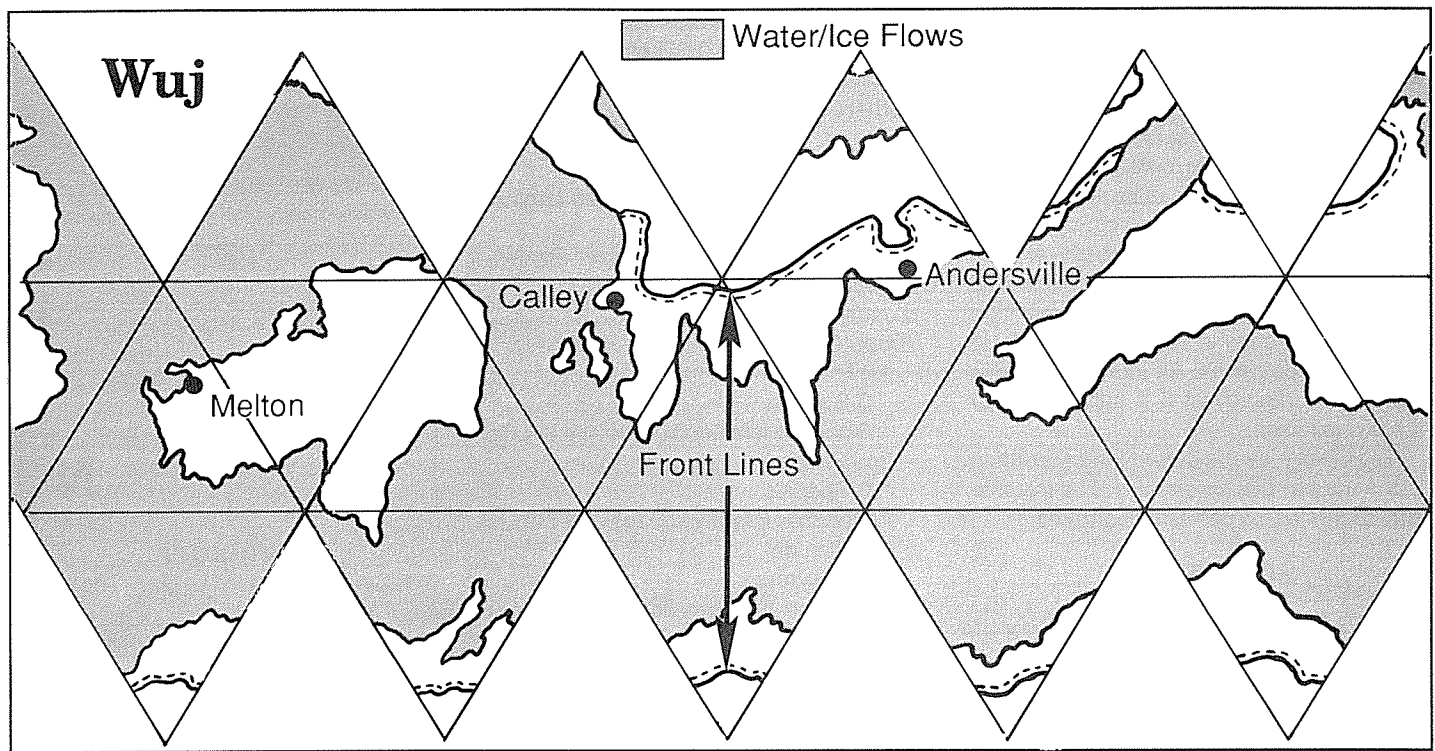 Water/Ice Flows
Wuj
Andersville
Calley
Melton
Front Lines